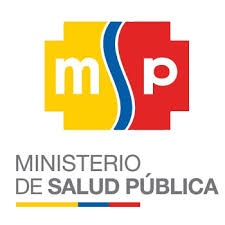 msp
MINISTERIO
DE SALUD PÚBLICA